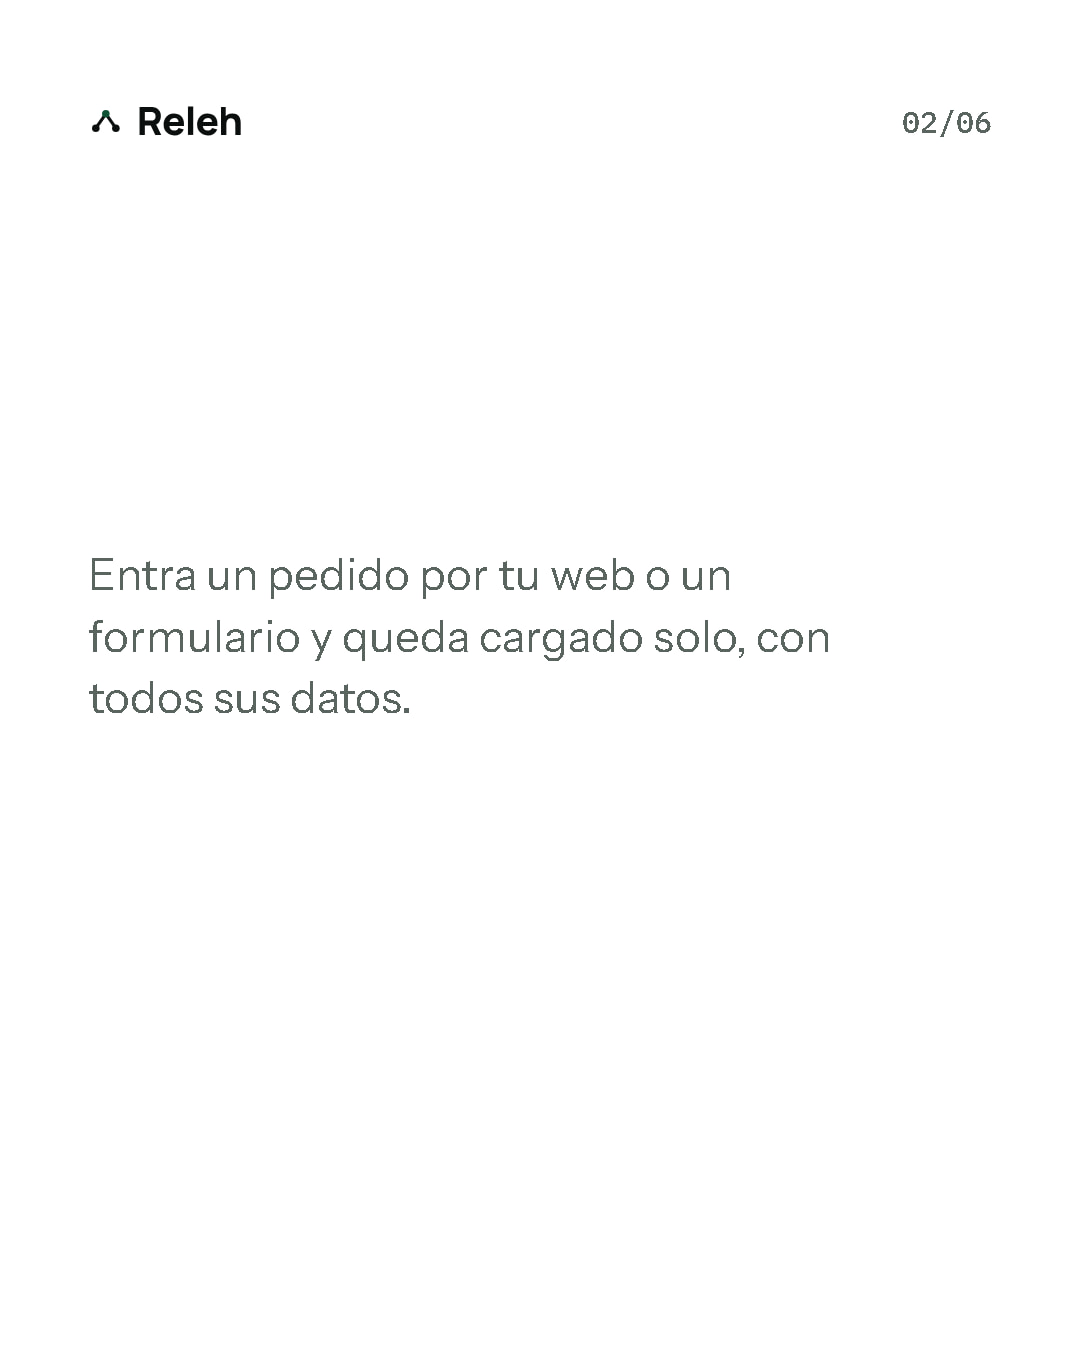 Releh
02/06
Entra un pedido por tu web o un
formulario y queda cargado solo, con
todos sus datos.